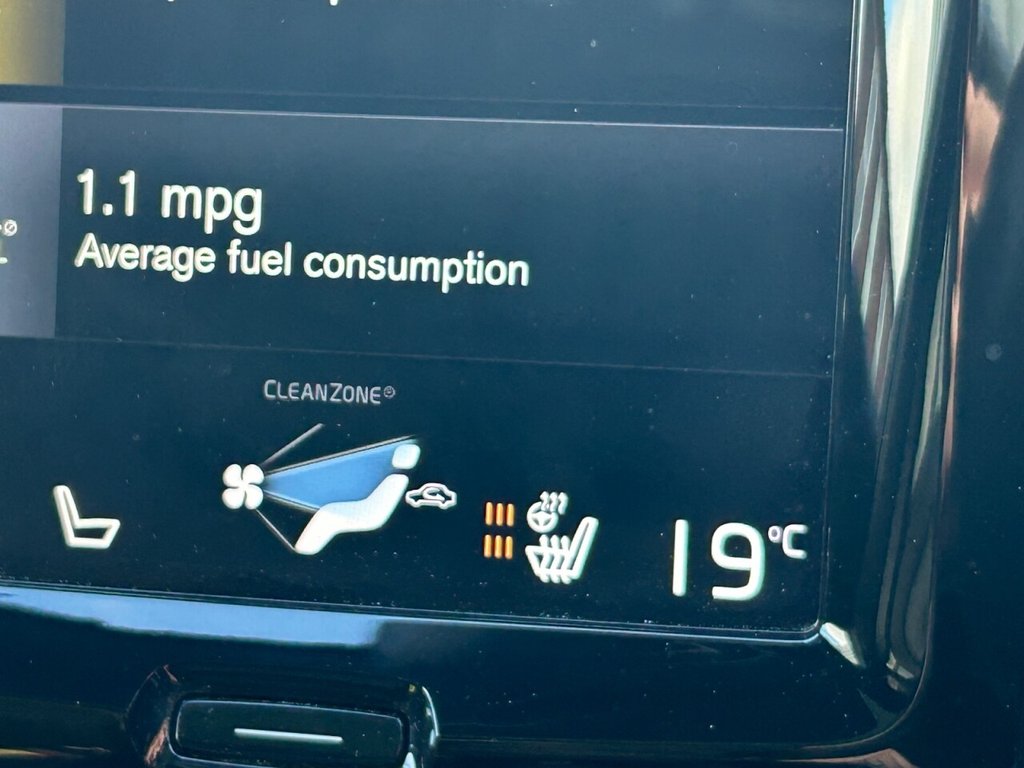 1.1 mpg
Average fuel consumption
CLEANZONE®
19°C